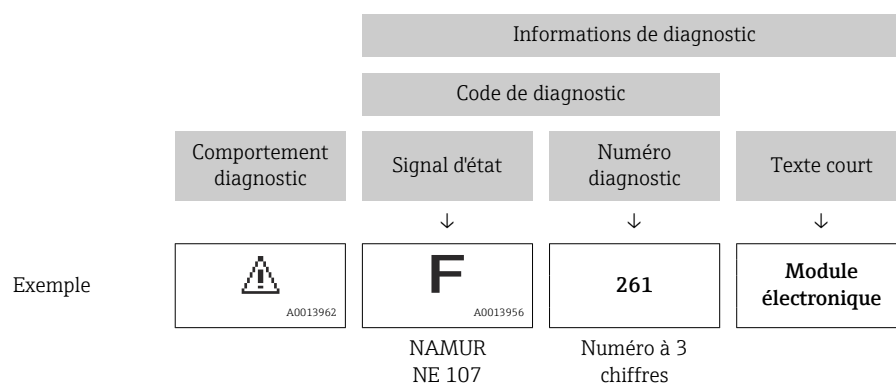 Informations de diagnostic
Code de diagnostic
Comportement
diagnostic
Signal d'état
Numéro
diagnostic
Texte court
↓ ↓ ↓
Exemple
A0013962
F
A0013956
261
Module
électronique
NAMUR
NE 107
Numéro à 3
chiffres